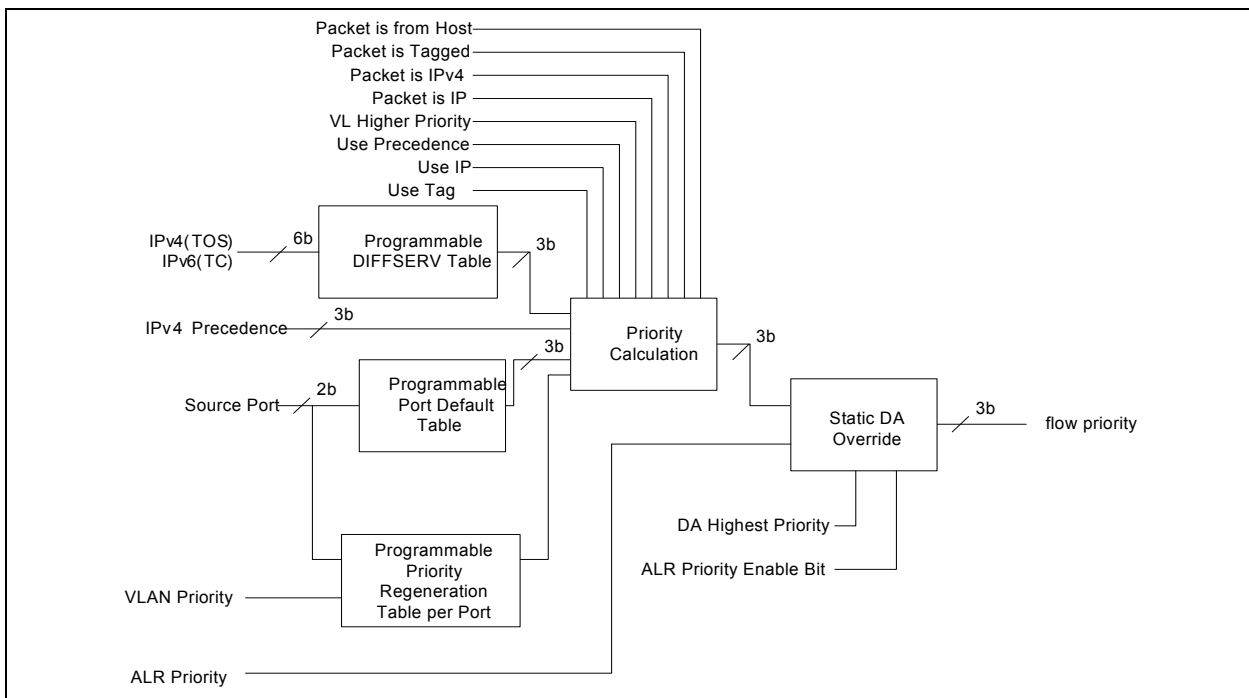 Packet is from Host
Packet is Tagged
Packet is IPv4
Packet is IP
VL Higher Priority
Use Precedence
Use IP
Use Tag
IPv4(TOS)
IPv6(TC)
6b
Programmable
DIFFSERV Table
3b
IPv4 Precedence
3b
3b
Priority
Calculation
3b
Source Port
2b
Programmable
Port Default
Table
Static DA
Override
3b
flow priority
DA Highest Priority
ALR Priority Enable Bit
Programmable
Priority
Regeneration
Table per Port
VLAN Priority
ALR Priority